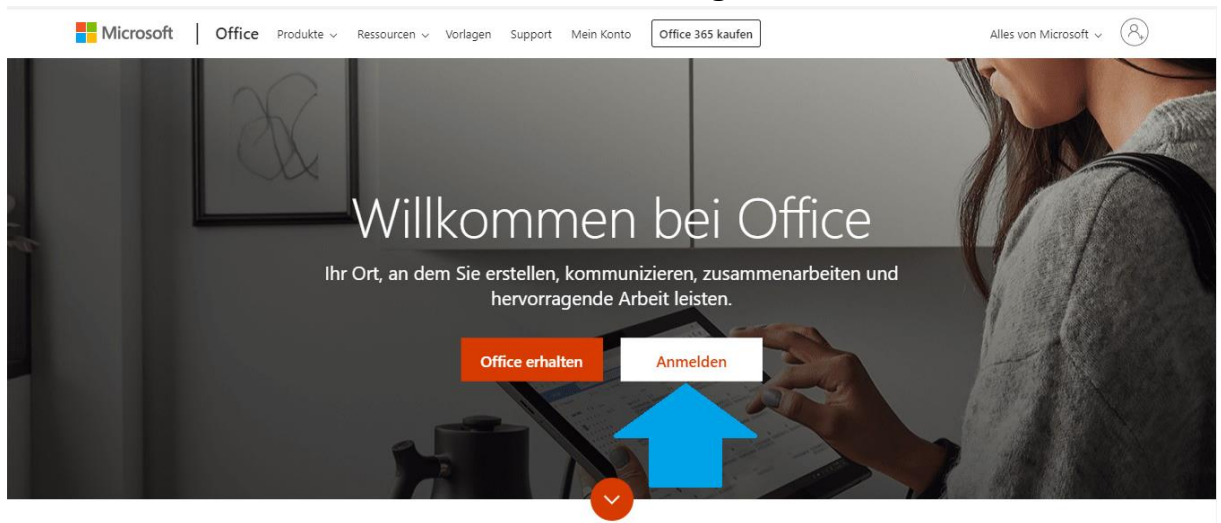 Microsoft | Office Produkte Ressourcen Vorlagen Support Mein Konto Office 365 kaufen Alles von Microsoft
Willkommen bei Office
Ihr Ort, an dem Sie erstellen, kommunizieren, zusammenarbeiten und
hervorragende Arbeit leisten.
Office erhalten Anmelden